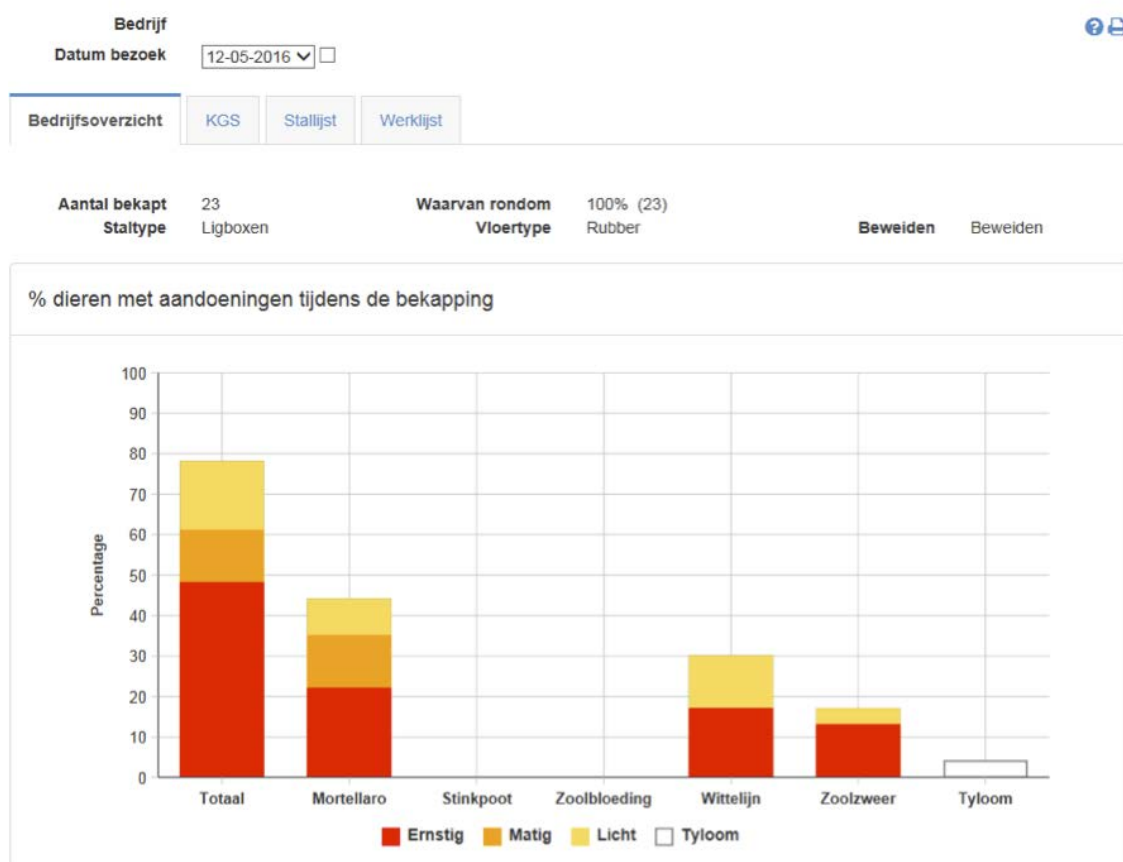 Bedrijf
Datum bezoek 12-05-2016
Bedrijfsoverzicht KGS Stallijst Werklijst
Aantal bekapt 23 Waarvan rondom 100% (23)
Staltype Ligboxen Vloertype Rubber Beweiden Beweiden
% dieren met aandoeningen tijdens de bekapping
100
90
80
70
60
50
40
30
20
10
0
Percentage
Totaal Mortellaro Stinkpoot Zoolbloeding Wittelijn Zoolzweer Tyloom
Ernstig Matig Licht Tyloom